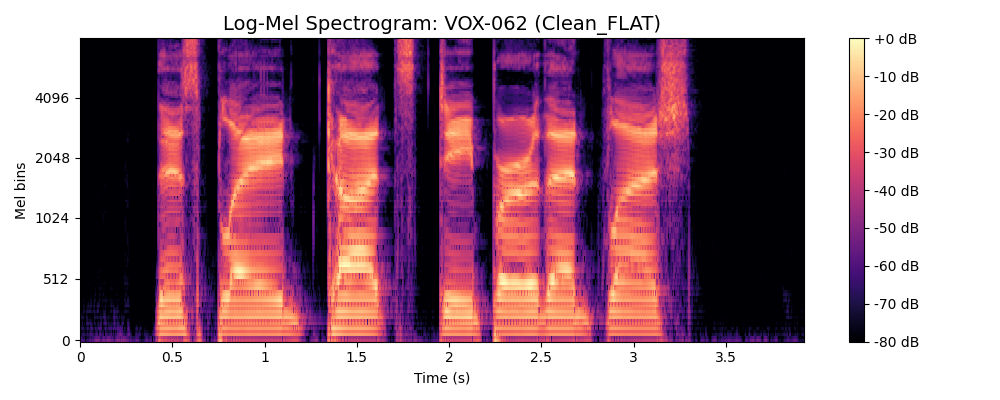 Log-Mel Spectrogram: VOX-062 (Clean_FLAT)
Mel bins
4096
2048
1024
512
0
0
0.5
1
1.5
2
2.5
3
3.5
Time (s)
+0 dB
-10 dB
-20 dB
-30 dB
-40 dB
-50 dB
-60 dB
-70 dB
-80 dB